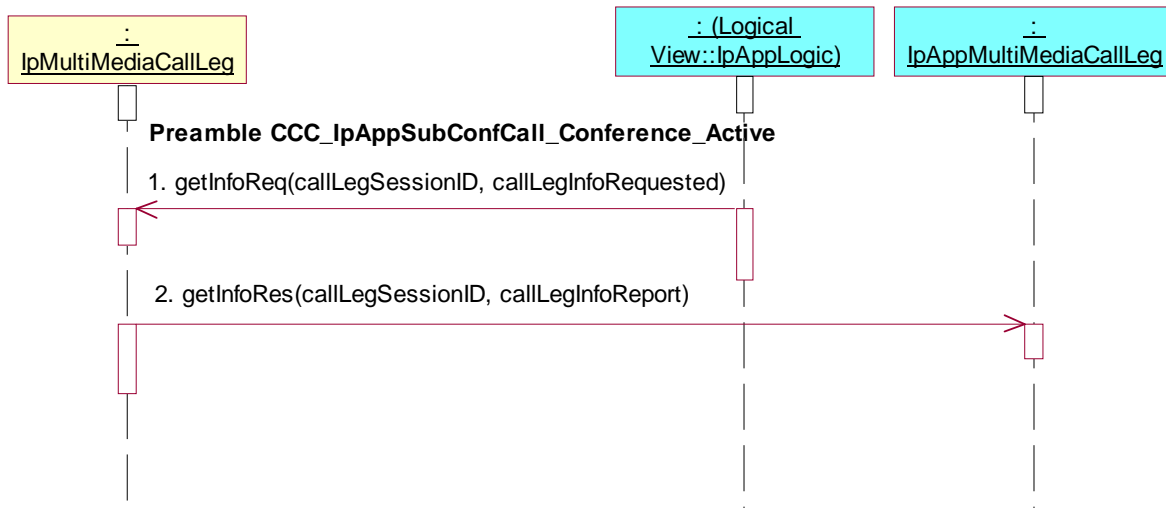 :
IpMultiMediaCallLeg
: (Logical
View::IpAppLogic)
:
IpAppMultiMediaCallLeg
Preamble CCC_IpAppSubConfCall_Conference_Active
1. getInfoReq(callLegSessionID, callLegInfoRequested)
2. getInfoRes(callLegSessionID, callLegInfoReport)